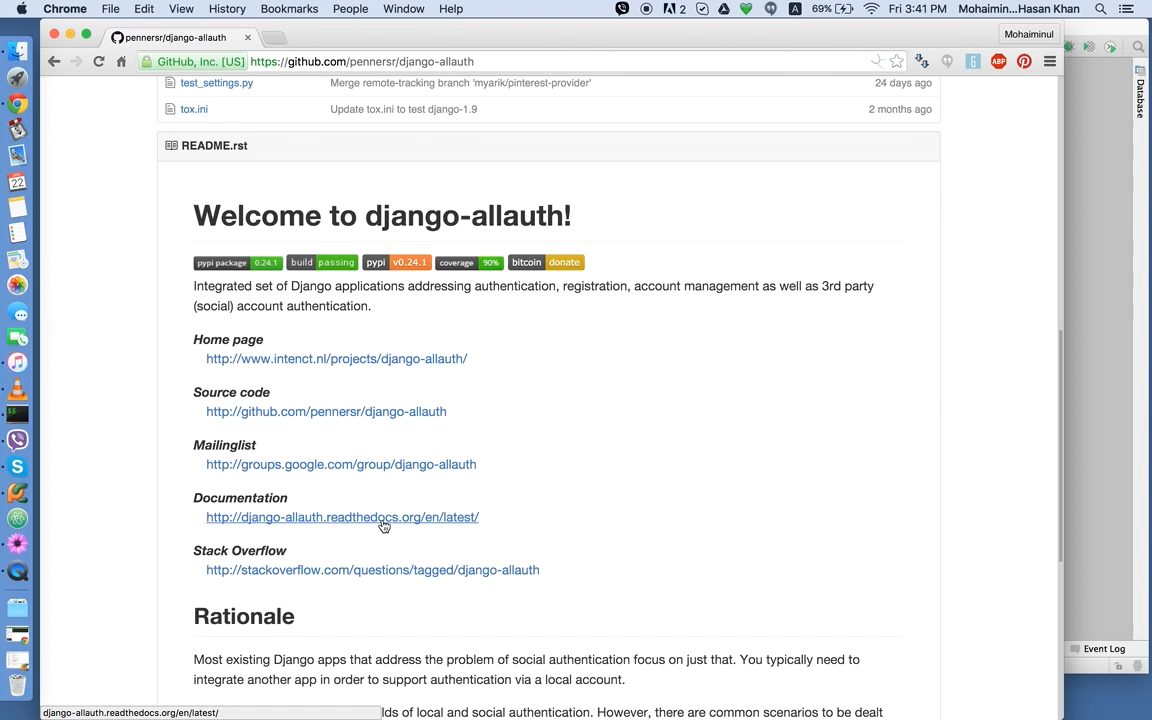 Chrome File Edit View History Bookmarks People Window Help 2 69% Fri 3:41 PM Mohaimin...Hasan Khan
pennersr/django-allauth Mohaiminul
GitHub, Inc. [US] https://github.com/pennersr/django-allauth ABP
test_settings.py Merge remote-tracking branch 'myarik/pinterest-provider' 24 days ago
tox.ini Update tox.ini to test django-1.9 2 months ago
Database
README.rst
22
Welcome to django-allauth!
pypi package 0.24.1 build passing pypi v0.24.1 coverage 90% bitcoin donate
Integrated set of Django applications addressing authentication, registration, account management as well as 3rd party
(social) account authentication.
Home page
http://www.intenct.nl/projects/django-allauth/
Source code
http://github.com/pennersr/django-allauth
Mailinglist
http://groups.google.com/group/django-allauth
Documentation
http://django-allauth.readthedocs.org/en/latest/
Stack Overflow
http://stackoverflow.com/questions/tagged/django-allauth
Rationale
Event Log
Most existing Django apps that address the problem of social authentication focus on just that. You typically need to
integrate another app in order to support authentication via a local account.
django-allauth.readthedocs.org/en/latest/ lds of local and social authentication. However, there are common scenarios to be dealt